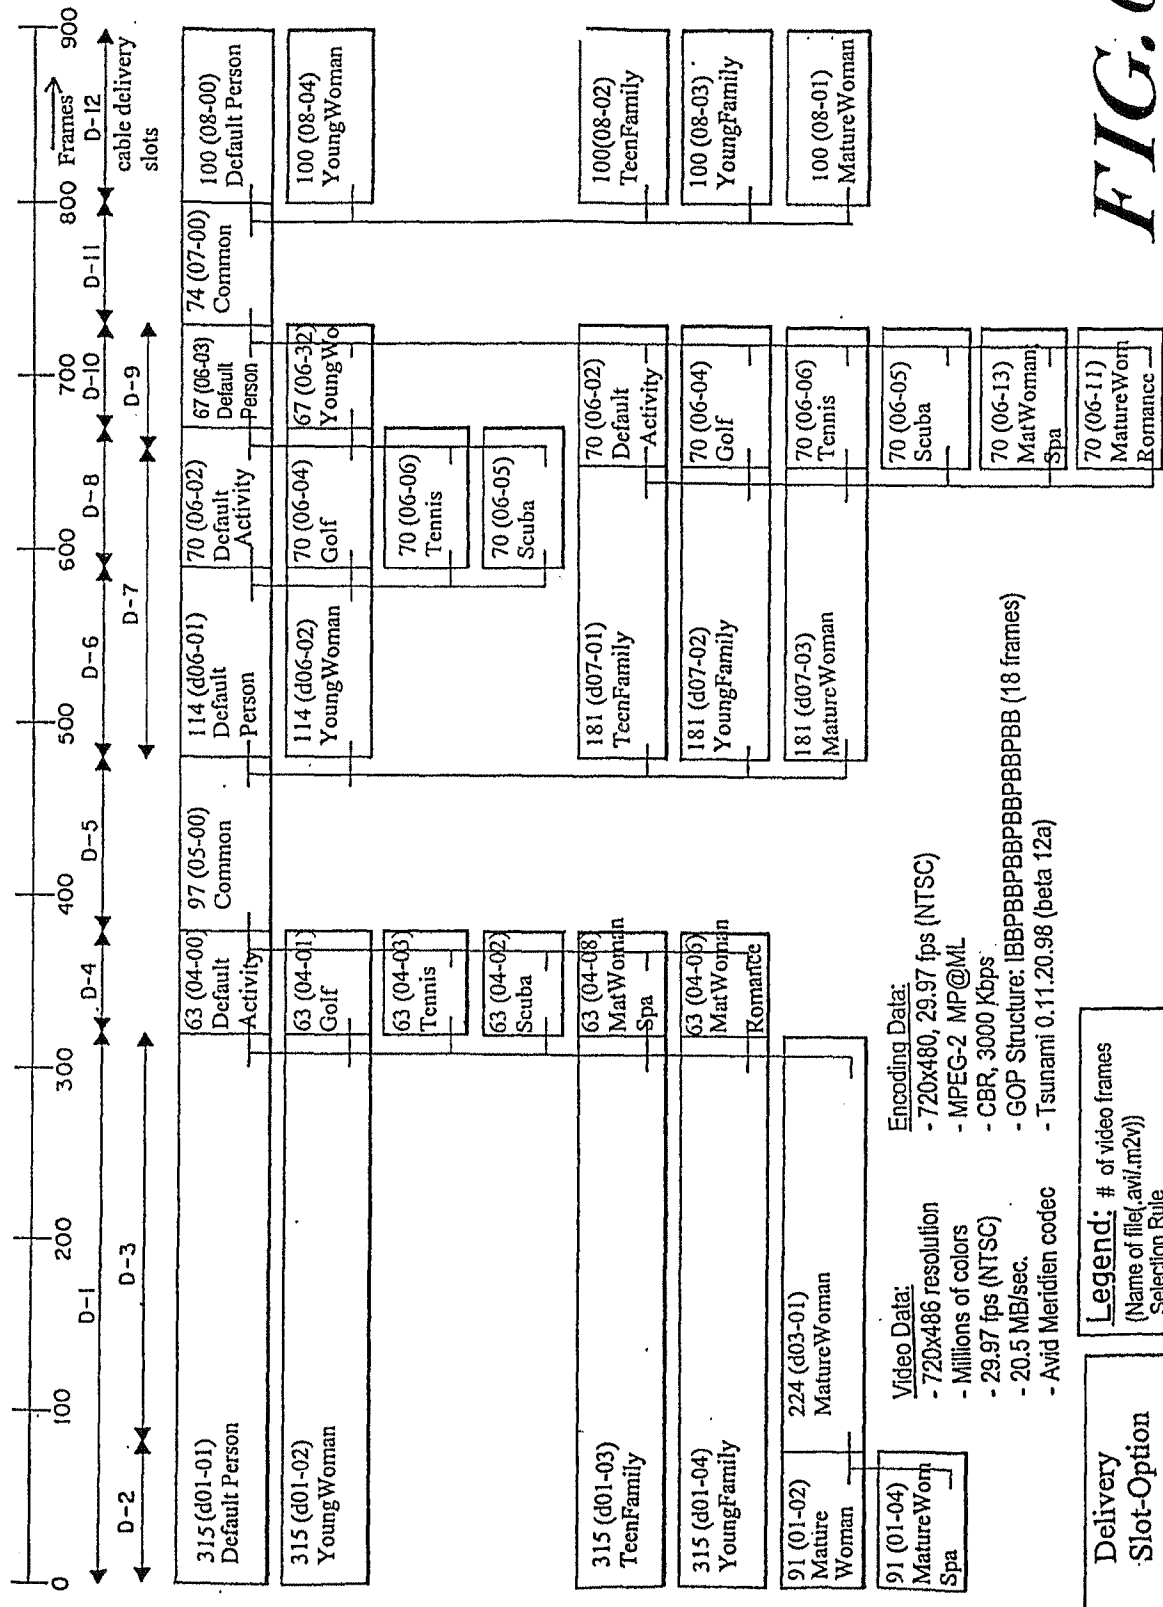 0
100
200
300
400
500
600
700
800
900
Frames
D-1
D-4
D-5
D-6
D-8
D-10
D-11
D-12
cable delivery
slots
D-2
D-3
D-7
D-9
315 (d01-01)
Default Person
63 (04-00)
Default
Activity
97 (05-00)
Common
114 (d06-01)
Default
Person
70 (06-02)
Default
Activity
67 (06-03)
Default
Person
74 (07-00)
Common
100 (08-00)
Default Person
315 (d01-02)
YoungWoman
63 (04-01)
Golf
114 (d06-02)
YoungWoman
70 (06-04)
Golf
67 (06-32)
YoungWo
100 (08-04)
YoungWoman
63 (04-03)
Tennis
70 (06-06)
Tennis
63 (04-02)
Scuba
70 (06-05)
Scuba
315 (d01-03)
TeenFamily
63 (04-08)
MatWoman
Spa
181 (d07-01)
TeenFamily
70 (06-02)
Default
Activity
100(08-02)
TeenFamily
315 (d01-04)
YoungFamily
63 (04-06)
MatWoman
Romance
181 (d07-02)
YoungFamily
70 (06-04)
Golf
100 (08-03)
YoungFamily
91 (01-02)
Mature
Woman
224 (d03-01)
MatureWoman
181 (d07-03)
MatureWoman
70 (06-06)
Tennis
100 (08-01)
MatureWoman
91 (01-04)
MatureWom
Spa
70 (06-05)
Scuba
70 (06-13)
MatWoman,
Spa
70 (06-11)
MatureWom
Romance
Video Data:
- 720x486 resolution
- Millions of colors
- 29.97 fps (NTSC)
- 20.5 MB/sec.
- Avid Meridien codec
Encoding Data:
- 720x480, 29.97 fps (NTSC)
- MPEG-2 MP@ML
- CBR, 3000 Kbps
- GOP Structure: IBBPBBPBBPBBPBBPBB (18 frames)
- Tsunami 0.11.20.98 (beta 12a)
Delivery
Slot-Option
Legend: # of video frames
(Name of file(.avi/.m2v))
Selection Rule
FIG.